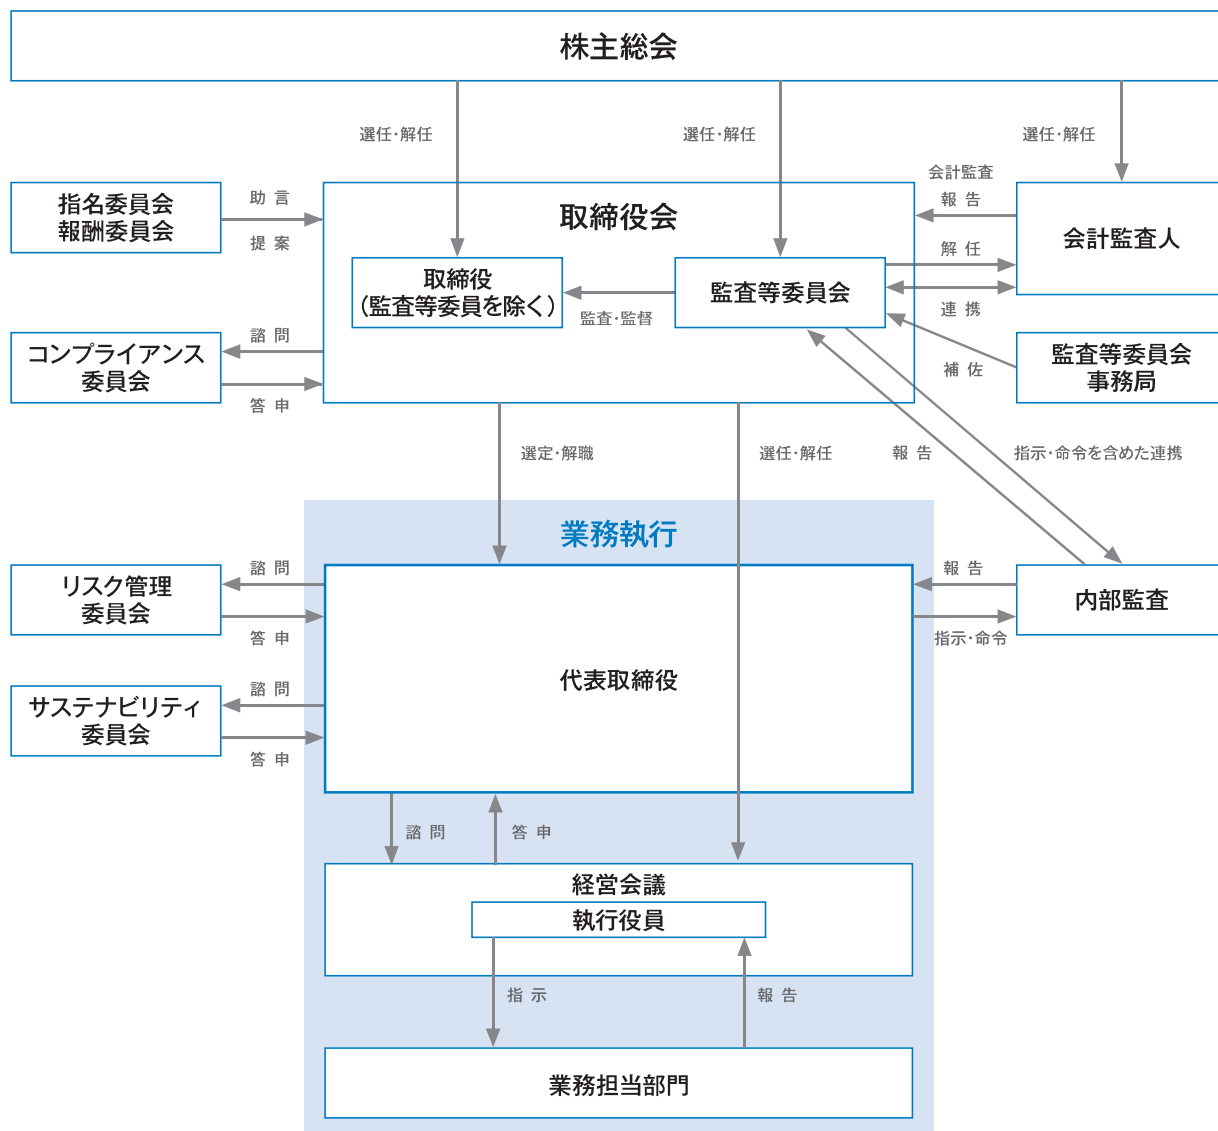 株主総会
選任・解任
選任・解任
選任・解任
指名委員会
報酬委員会
助言
提案
取締役会
会計監査
報告
会計監査人
解任
連携
取締役
（監査等委員を除く）
監査・監督
監査等委員会
コンプライアンス
委員会
諮問
答申
補佐
監査等委員会
事務局
選定・解職
選任・解任
報告
指示・命令を含めた連携
業務執行
リスク管理
委員会
諮問
答申
代表取締役
報告
指示・命令
内部監査
サステナビリティ
委員会
諮問
答申
諮問
答申
経営会議
執行役員
指示
報告
業務担当部門